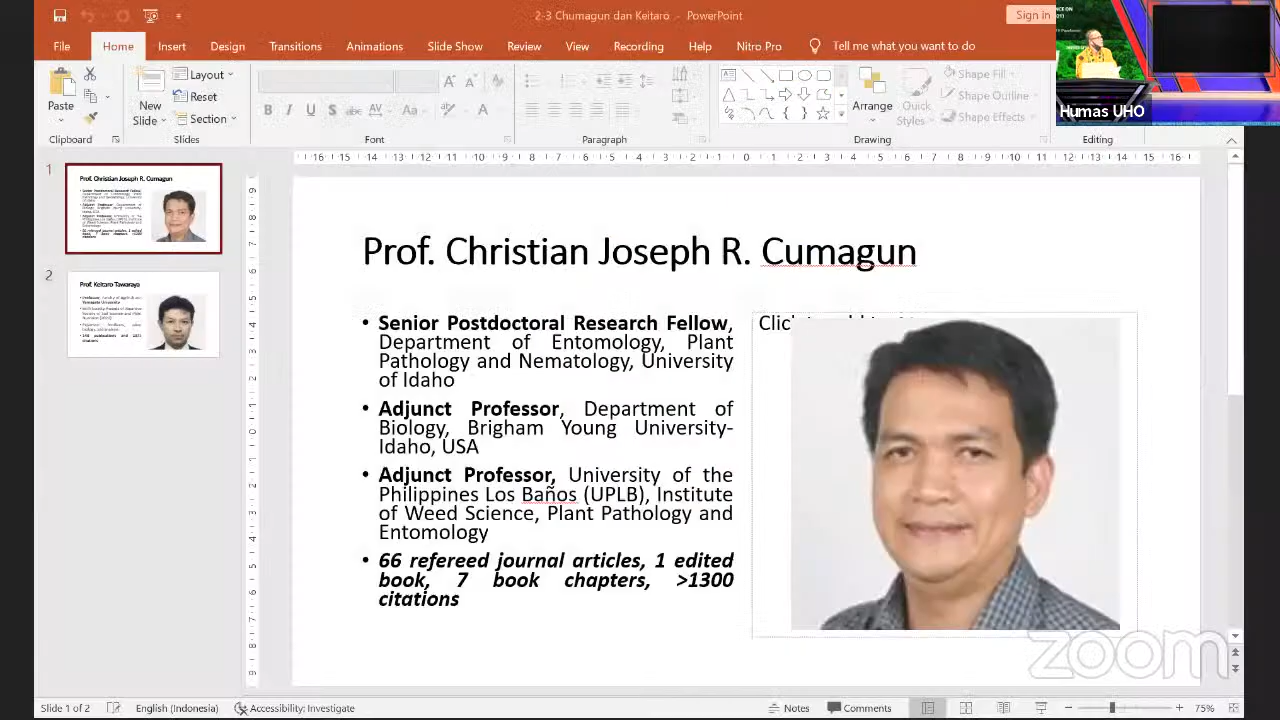 2-3 Chumagun dan Keitaro - PowerPoint
Sign in
File Home Insert Design Transitions Animations Slide Show Review View Recording Help Nitro Pro Tell me what you want to do
Paste
New
Slide
Layout
Reset
Section
B I U S
Arrange
Quick
Styles
Shape Fill
Shape Outline
Shape Effects
Clipboard Slides Font Paragraph Drawing Editing
Humas UHO
1
Prof. Christian Joseph R. Cumagun
2
Prof. Keitaro Tawaraya
Prof. Christian Joseph R. Cumagun
• Senior Postdoctoral Research Fellow,
Department of Entomology, Plant
Pathology and Nematology, University
of Idaho
• Adjunct Professor, Department of
Biology, Brigham Young University-
Idaho, USA
• Adjunct Professor, University of the
Philippines Los Baños (UPLB), Institute
of Weed Science, Plant Pathology and
Entomology
• 66 refereed journal articles, 1 edited
book, 7 book chapters, >1300
citations
zoom
Slide 1 of 2 English (Indonesia) Accessibility: Investigate Notes Comments 75%